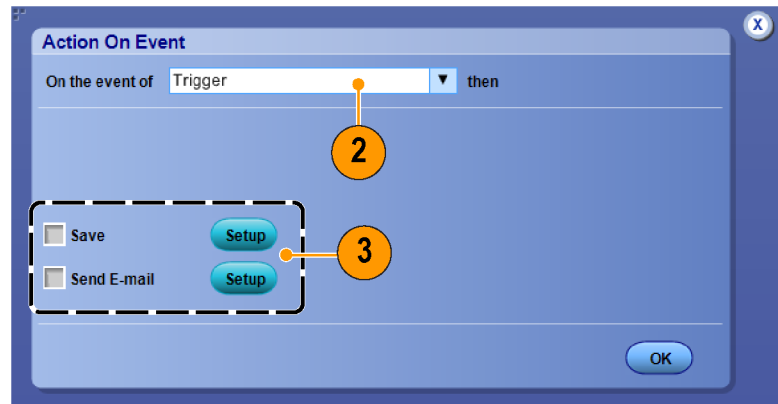 X
Action On Event
On the event of Trigger then
2
Save Setup
3
Send E-mail Setup
OK